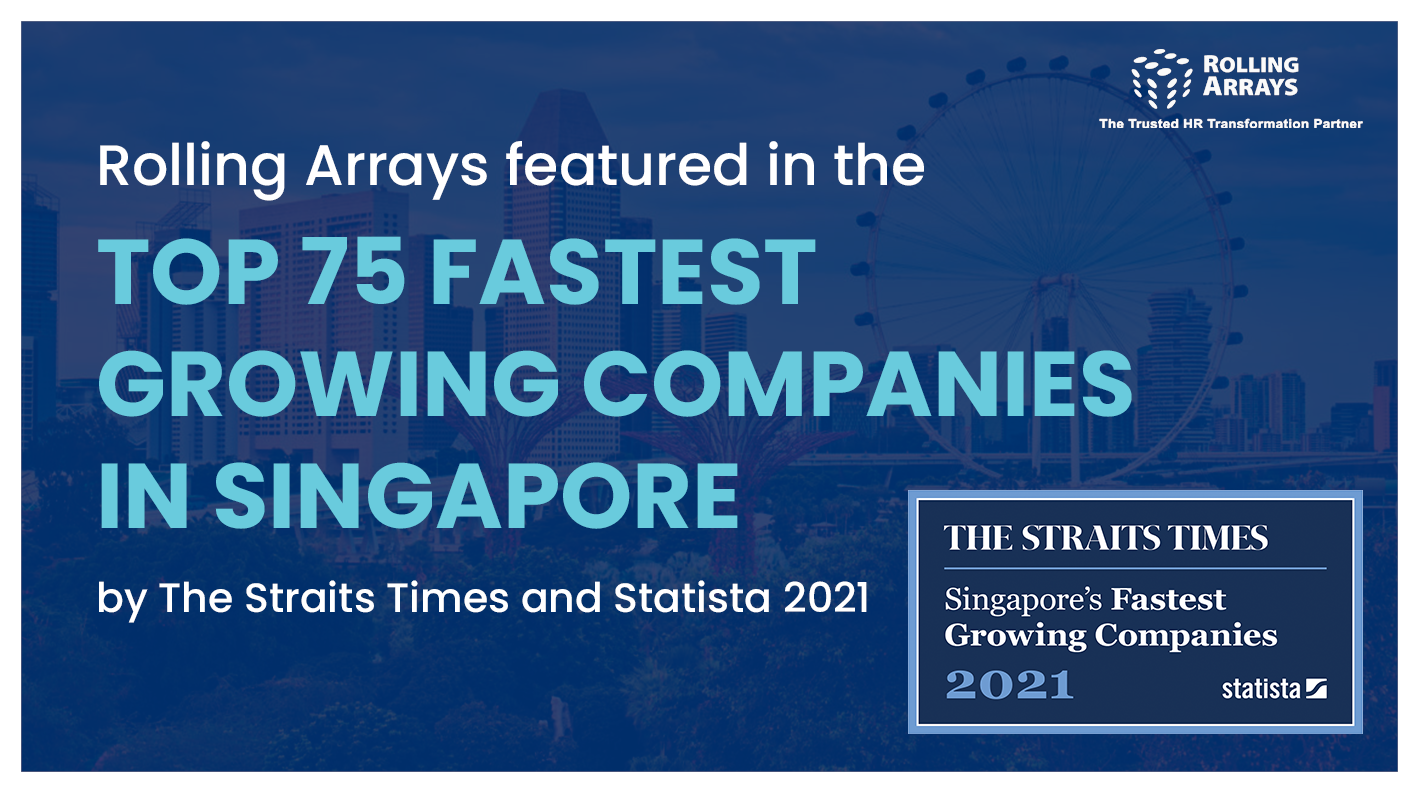 ROLLING
ARRAYS
The Trusted HR Transformation Partner
Rolling Arrays featured in the
TOP 75 FASTEST
GROWING COMPANIES
IN SINGAPORE
by The Straits Times and Statista 2021
THE STRAITS TIMES
Singapore's Fastest
Growing Companies
2021
statista